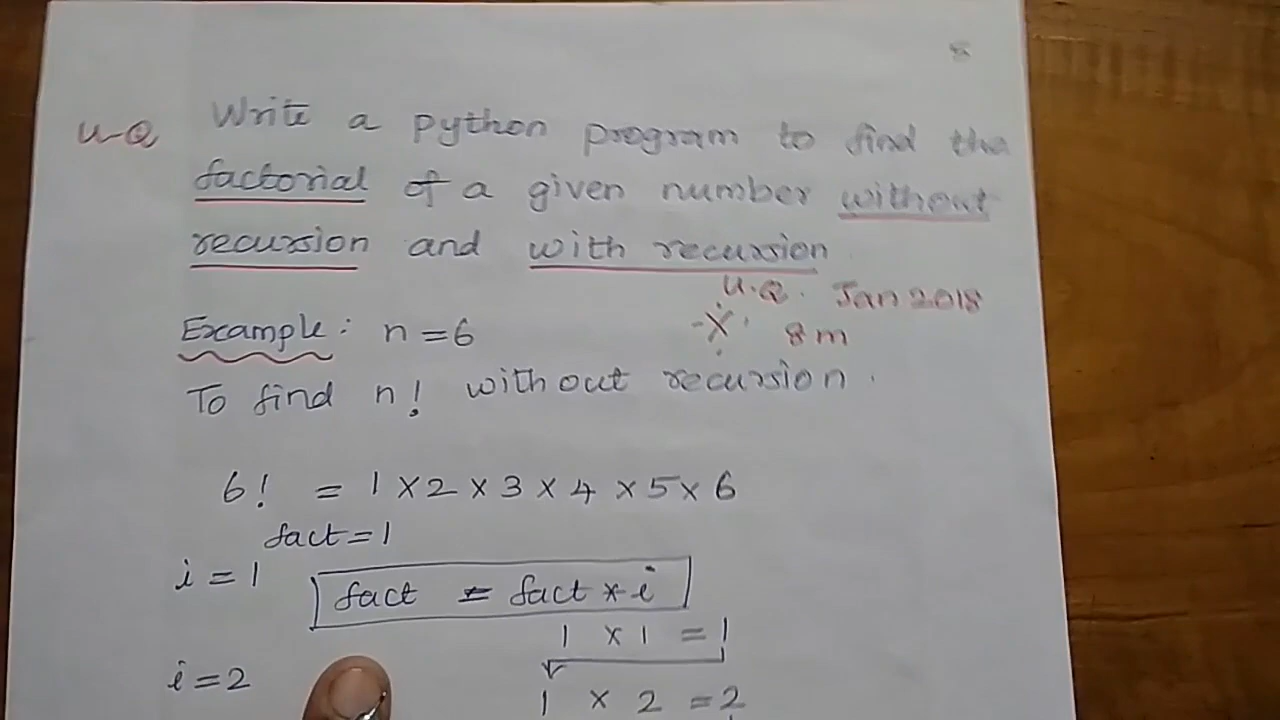 8
U-Q Write a python program to find the
factorial of a given number without
recursion and with recursion
U.Q. Jan 2018
Example: n=6 8m
To find n! without recursion.
6! = 1 x 2 x 3 x 4 x 5 x 6
fact=1
i=1 fact = fact * i
1 x 1 = 1
i=2 1 x 2 = 2